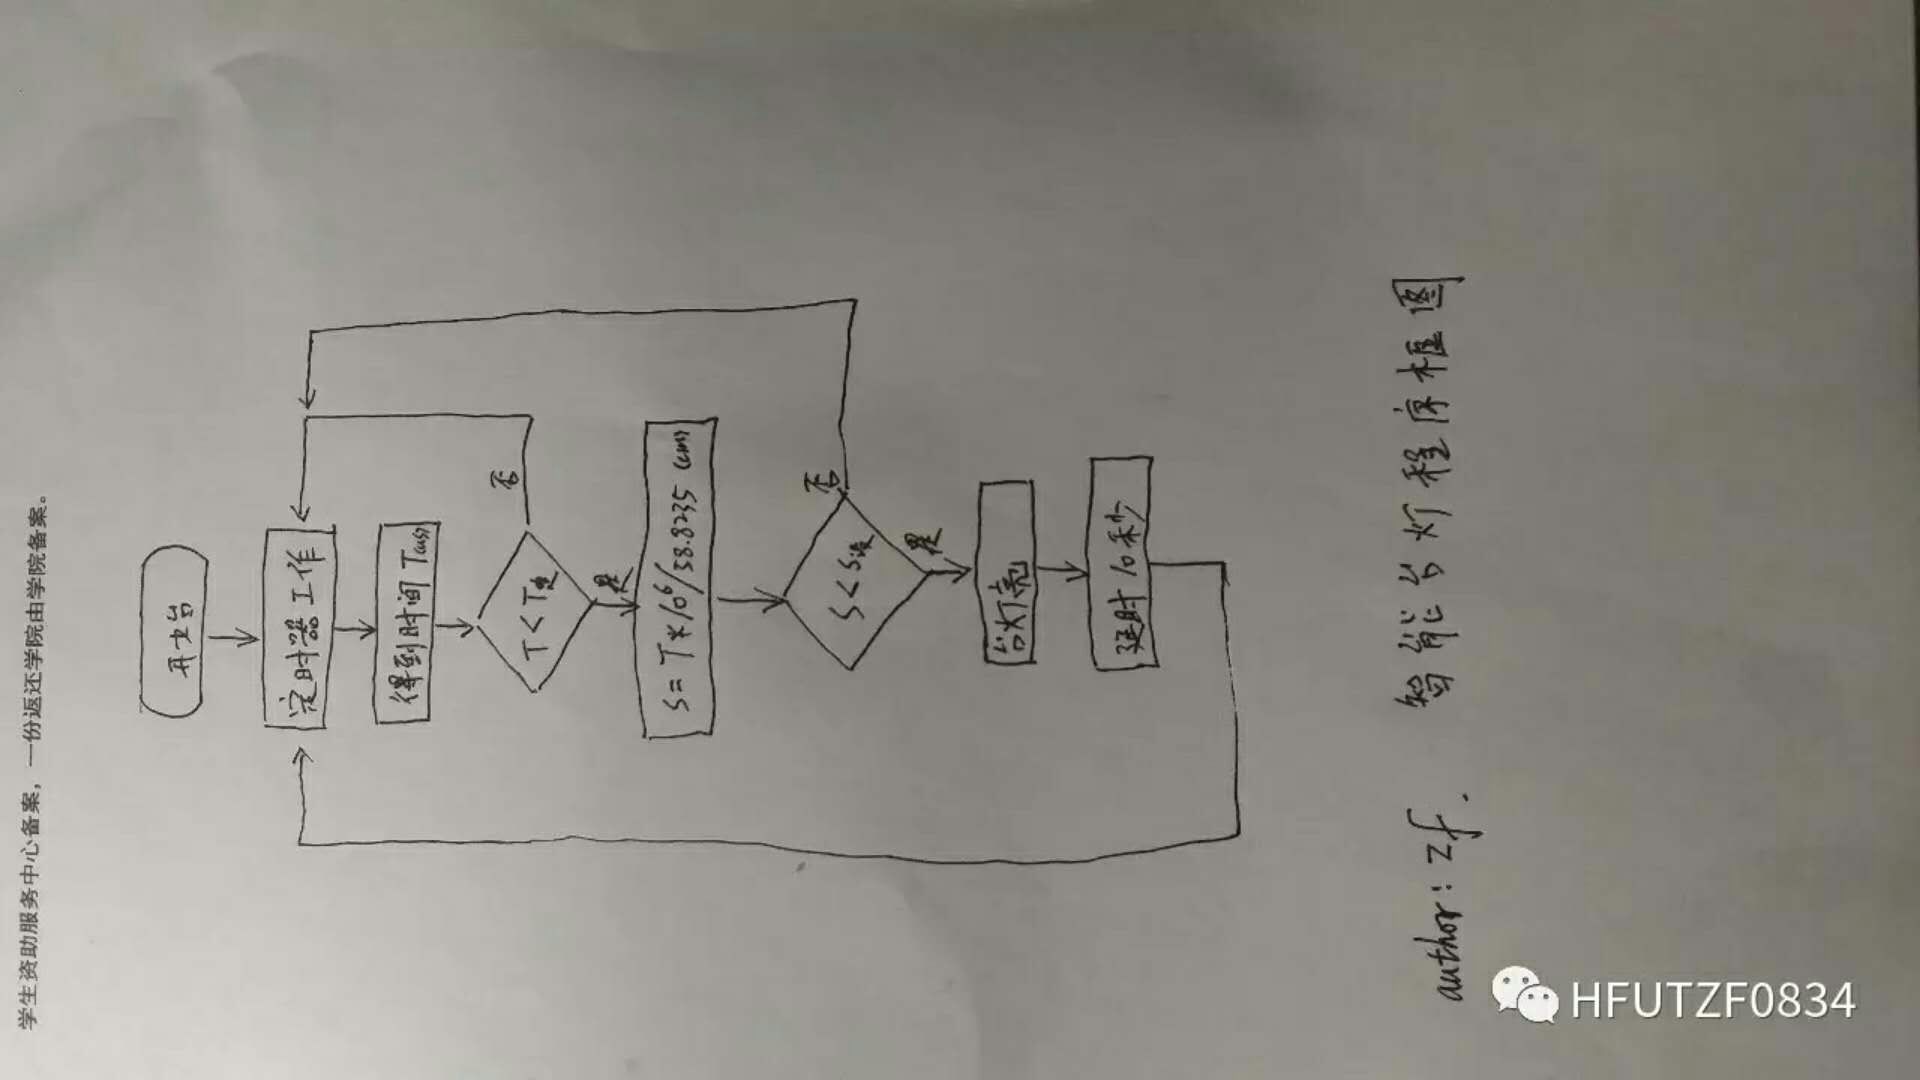 学生资助服务中心备案，一份返还学院由学院备案。
开始
定时器工作
得到时间T(us)
T<T定
否
是
S=T*10⁶/58.8235 (cm)
S<S设
否
是
台灯亮
延时10秒
智能台灯程序框图
author: zf.
HFUTZF0834